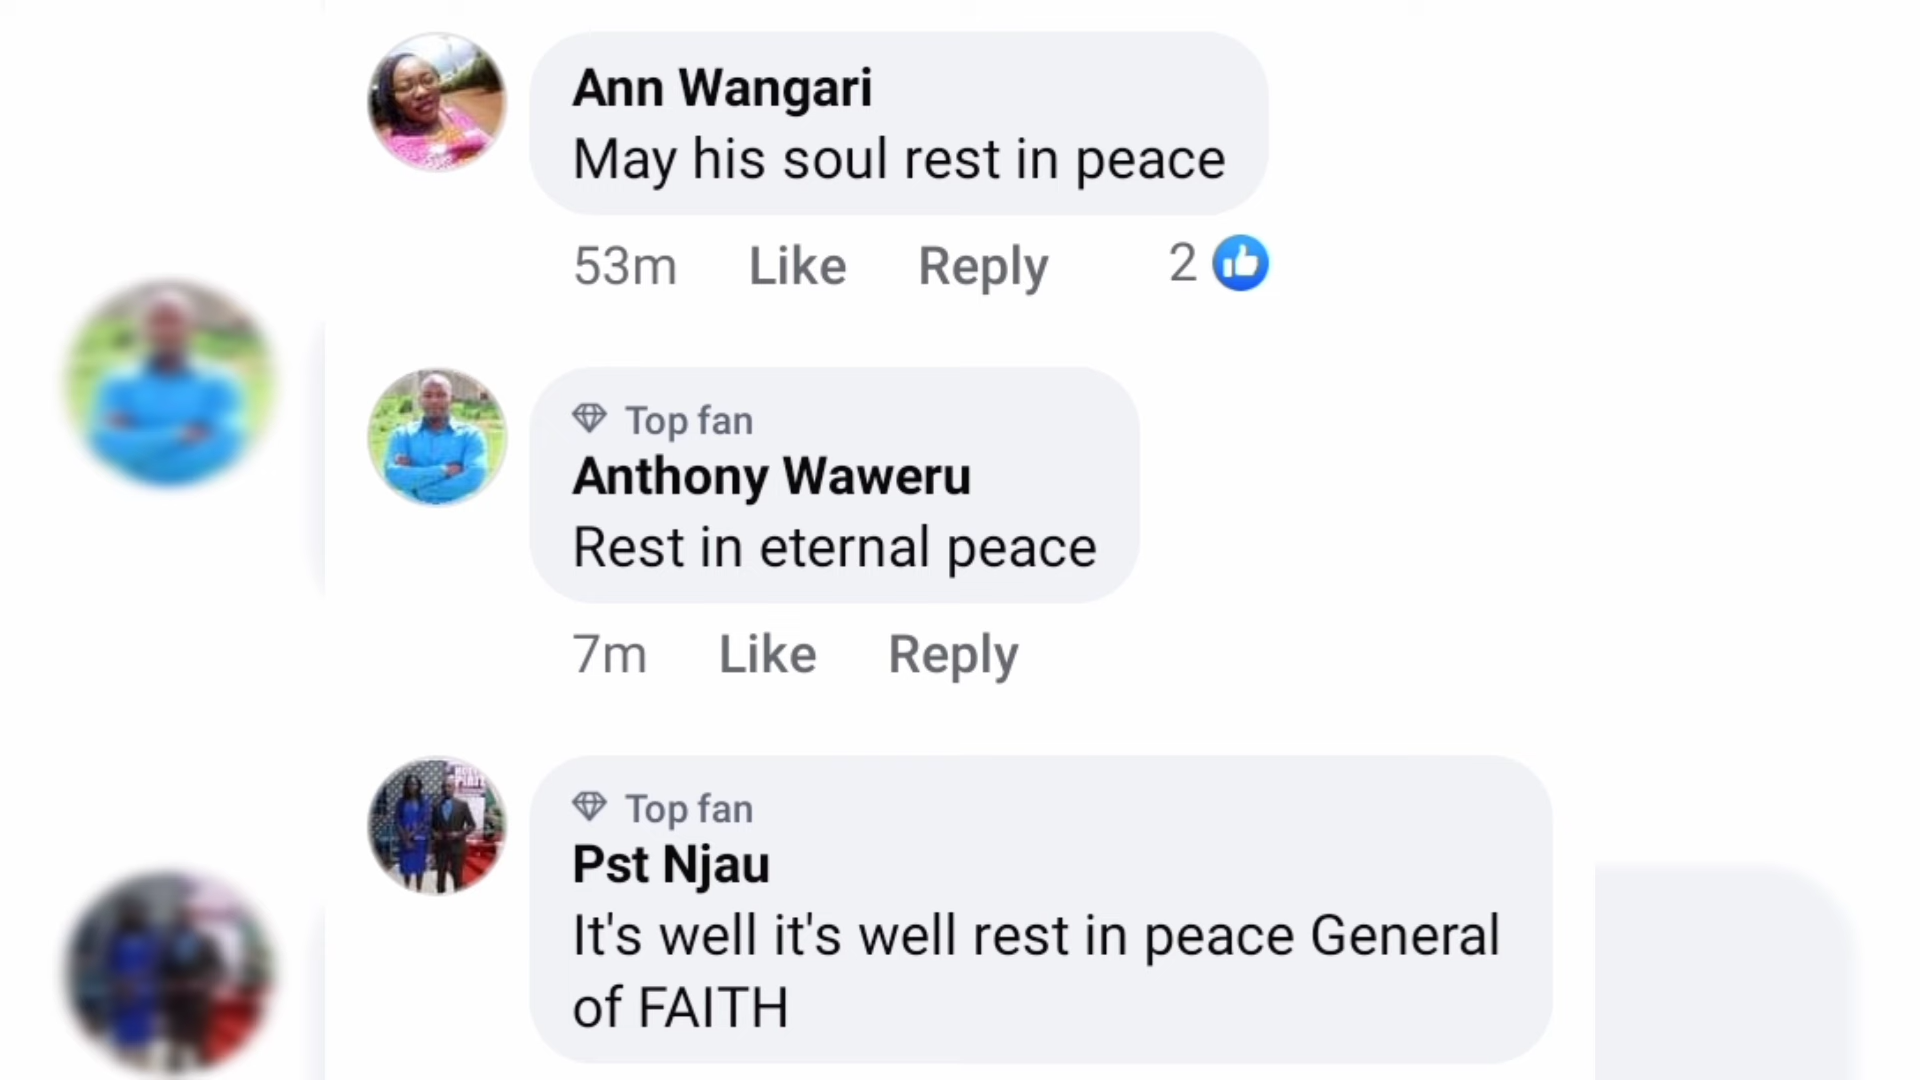 Ann Wangari
May his soul rest in peace
53m Like Reply 2
Top fan
Anthony Waweru
Rest in eternal peace
7m Like Reply
Top fan
Pst Njau
It's well it's well rest in peace General
of FAITH